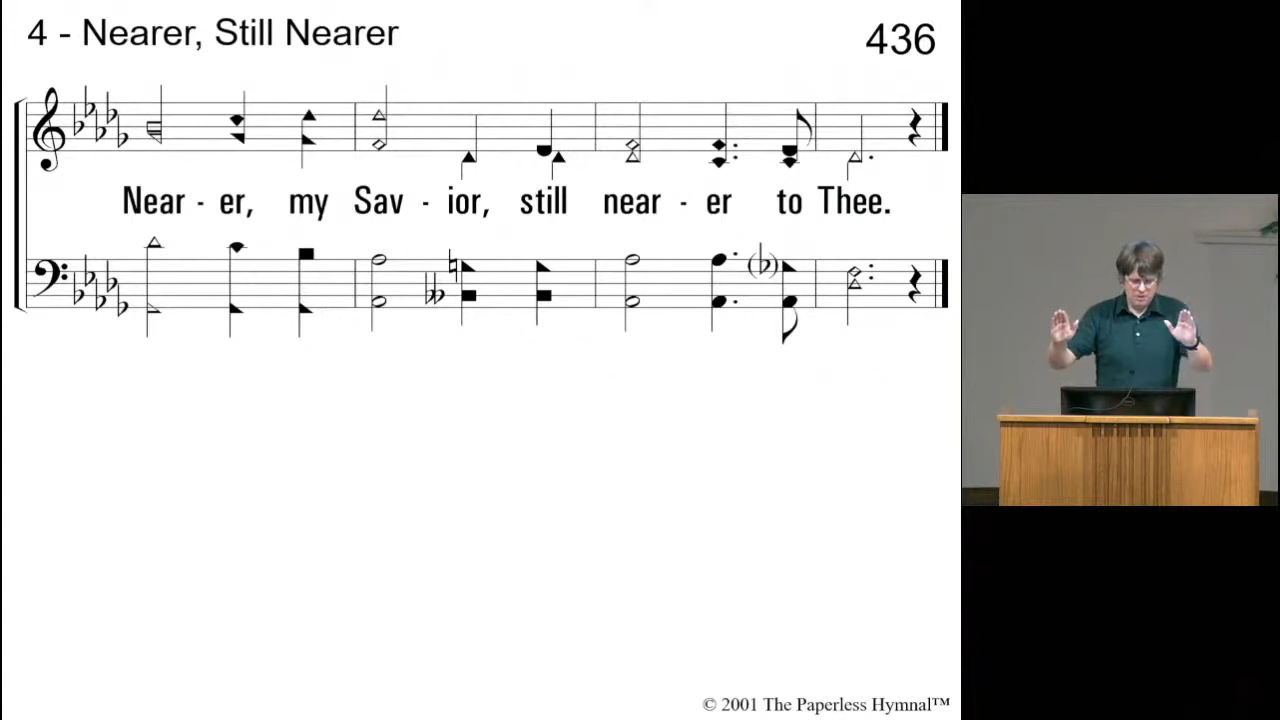 4 - Nearer, Still Nearer
436
Near - er, my Sav - ior, still near - er to Thee.
© 2001 The Paperless Hymnal™